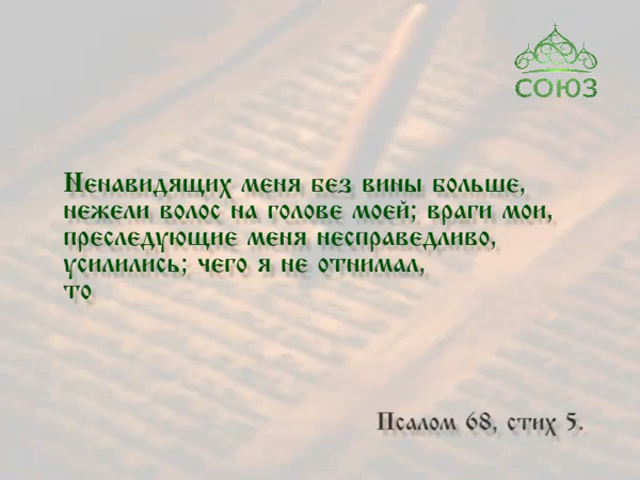 СОЮЗ
Ненавидящих меня без вины больше,
нежели волос на голове моей; враги мои,
преследующие меня несправедливо,
усилились; чего я не отнимал,
то
Псалом 68, стих 5.